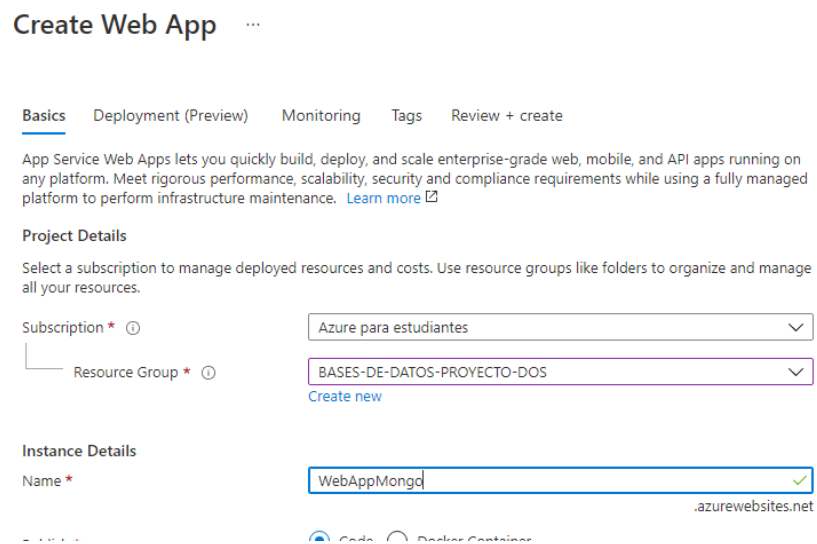 Create Web App ...
Basics Deployment (Preview) Monitoring Tags Review + create
App Service Web Apps lets you quickly build, deploy, and scale enterprise-grade web, mobile, and API apps running on
any platform. Meet rigorous performance, scalability, security and compliance requirements while using a fully managed
platform to perform infrastructure maintenance. Learn more
Project Details
Select a subscription to manage deployed resources and costs. Use resource groups like folders to organize and manage
all your resources.
Subscription * Azure para estudiantes
Resource Group * BASES-DE-DATOS-PROYECTO-DOS
Create new
Instance Details
Name * WebAppMongo
.azurewebsites.net
Code Docker Container